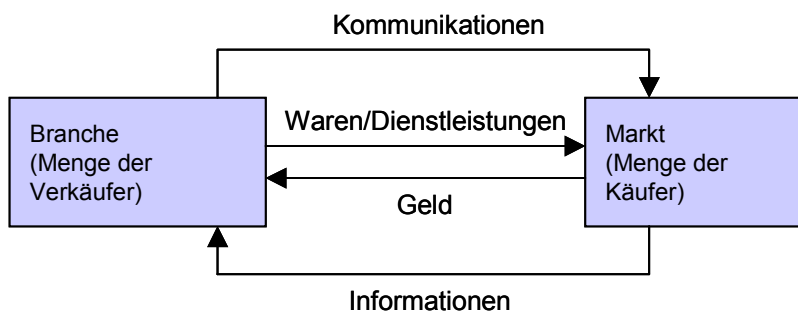 Kommunikationen
Branche
(Menge der
Verkäufer)
Waren/Dienstleistungen
Geld
Markt
(Menge der
Käufer)
Informationen